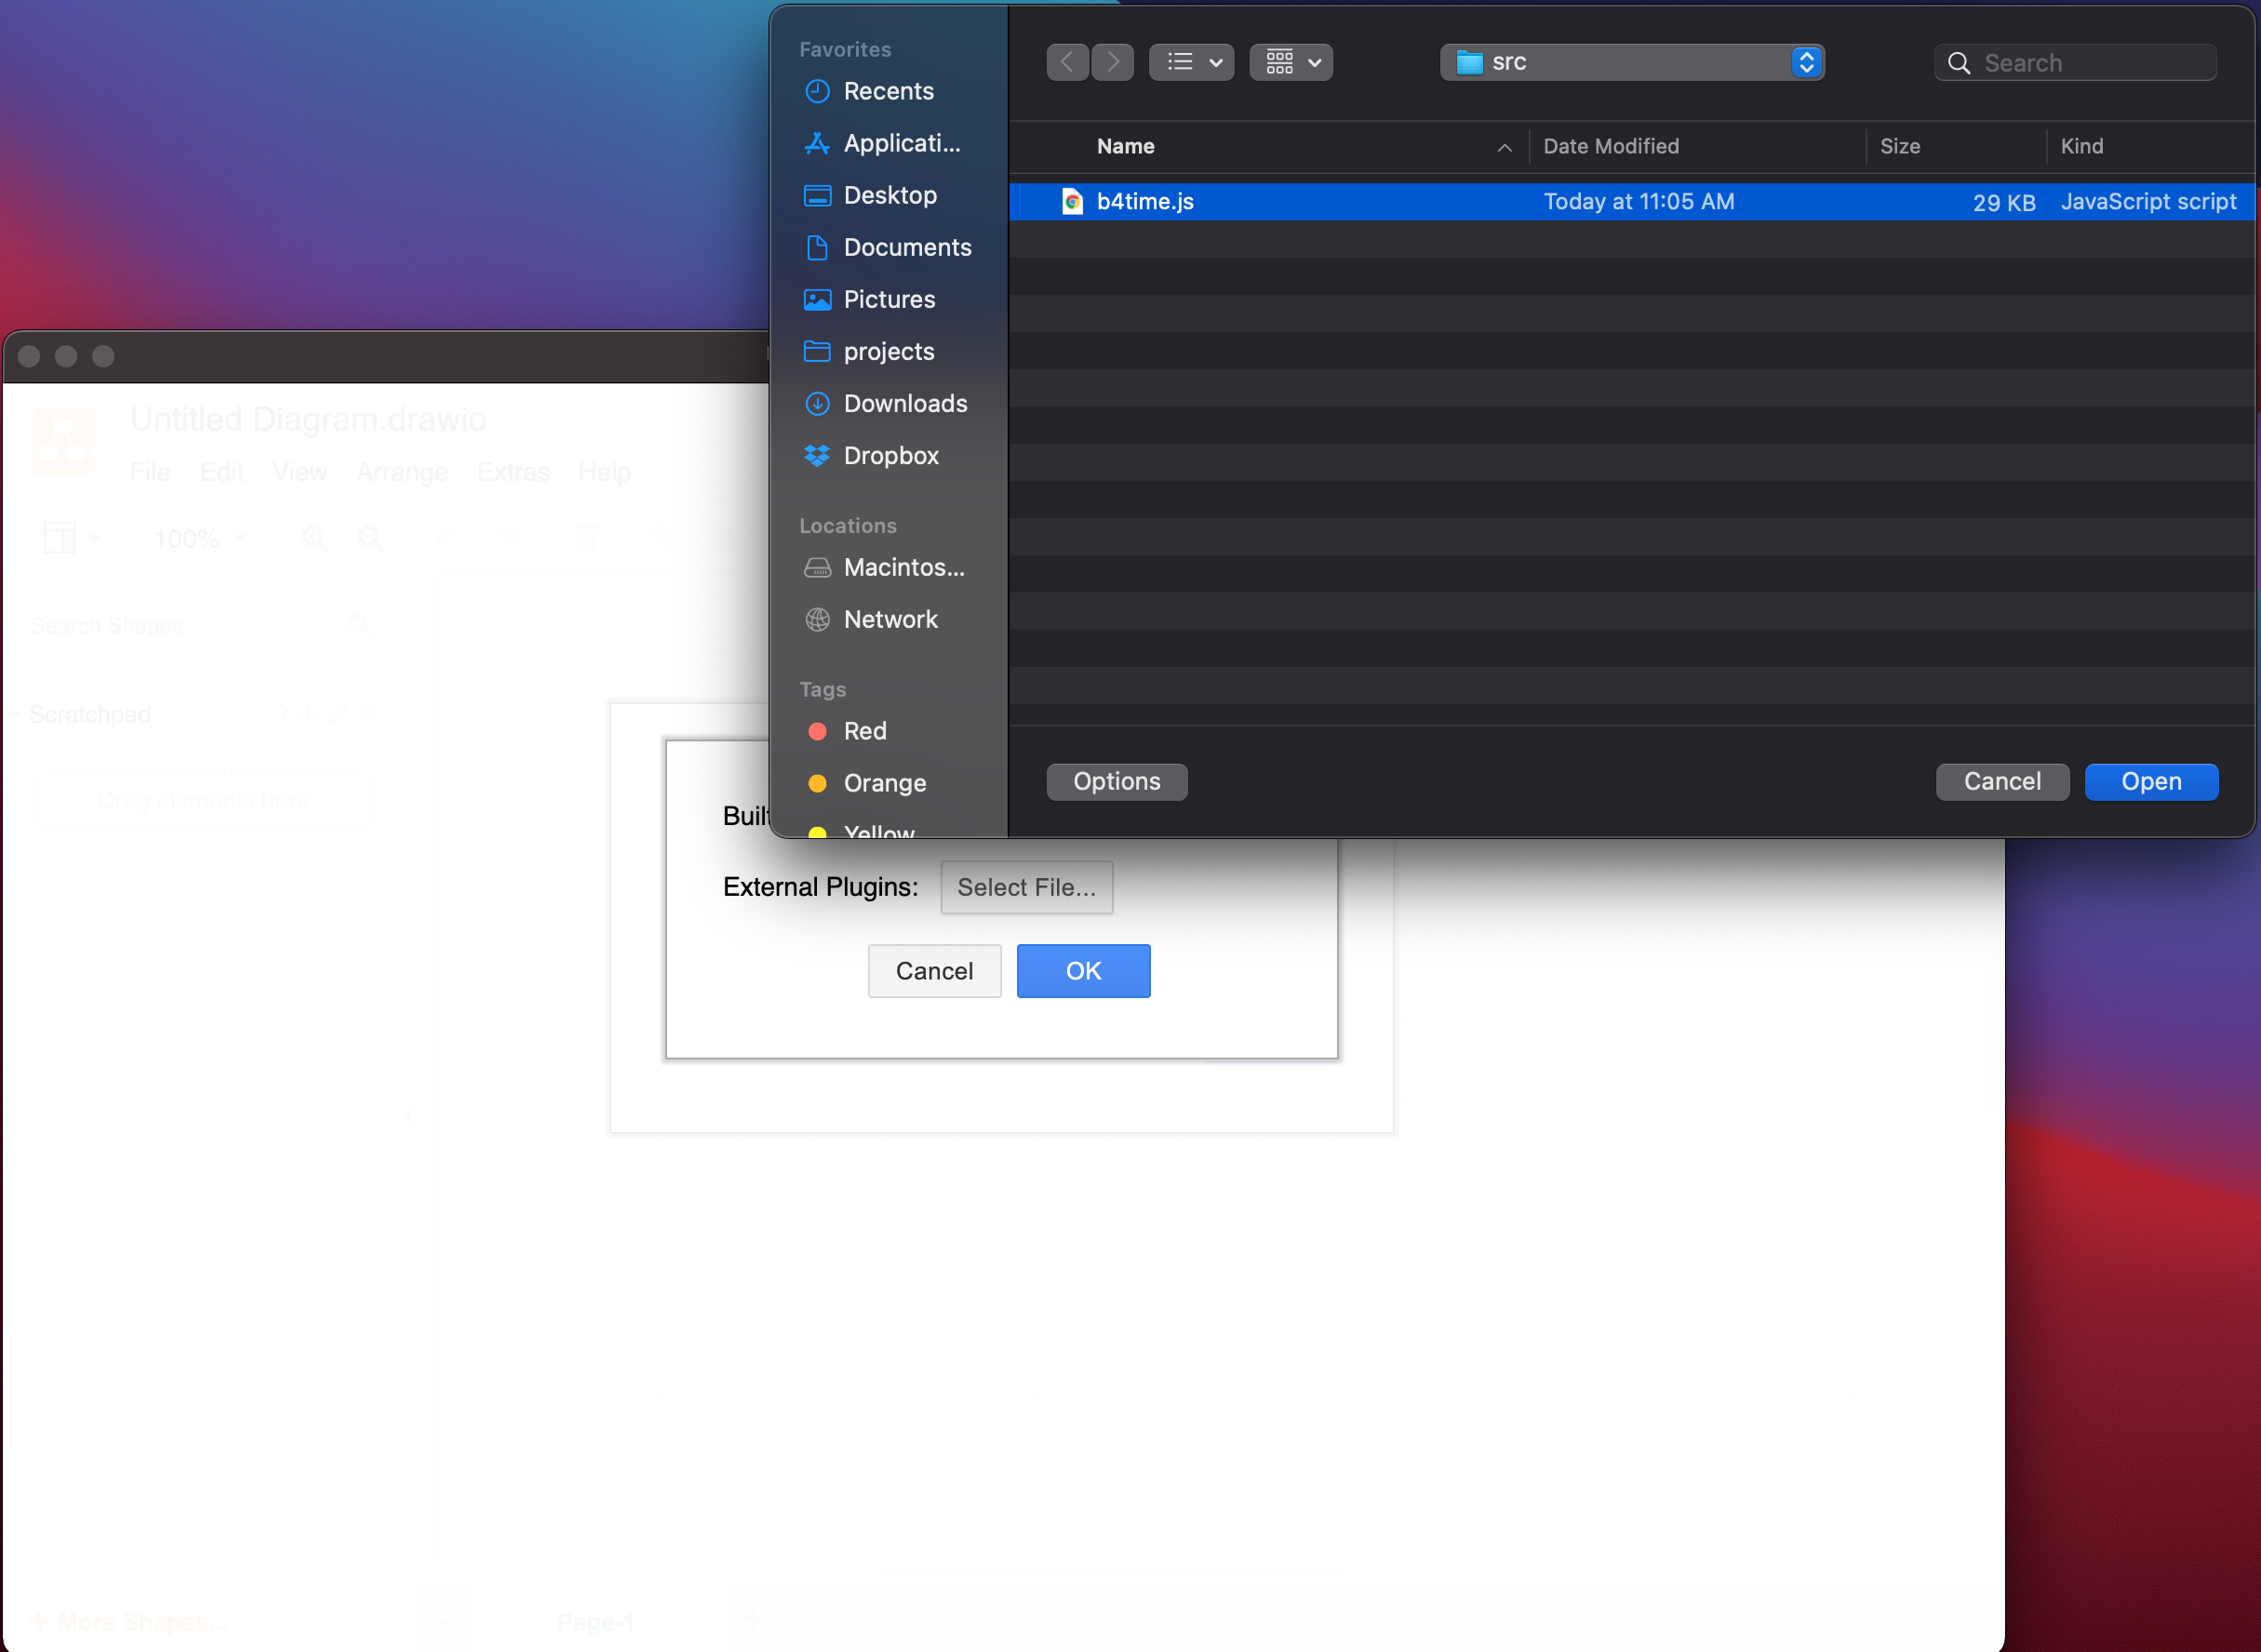 Favorites
Recents
Applicati...
Desktop
Documents
Pictures
projects
Downloads
Dropbox
Locations
Macintos...
Network
Tags
Red
Orange
Yellow
src
Search
Name
Date Modified
Size
Kind
b4time.js
Today at 11:05 AM
29 KB
JavaScript script
Options
Cancel
Open
Untitled Diagram.drawio
File Edit View Arrange Extras Help
100%
Search Shapes
Scratchpad
?
Drag elements here
Buil
External Plugins:
Select File...
Cancel
OK
+ More Shapes...
Page-1